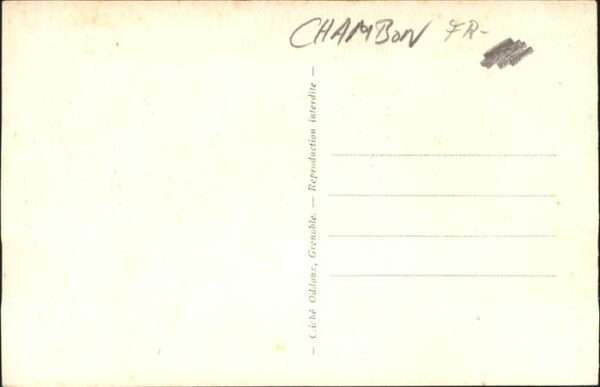 CHAMBON FR-
— Cliché Oddoux, Grenoble. — Reproduction interdite —